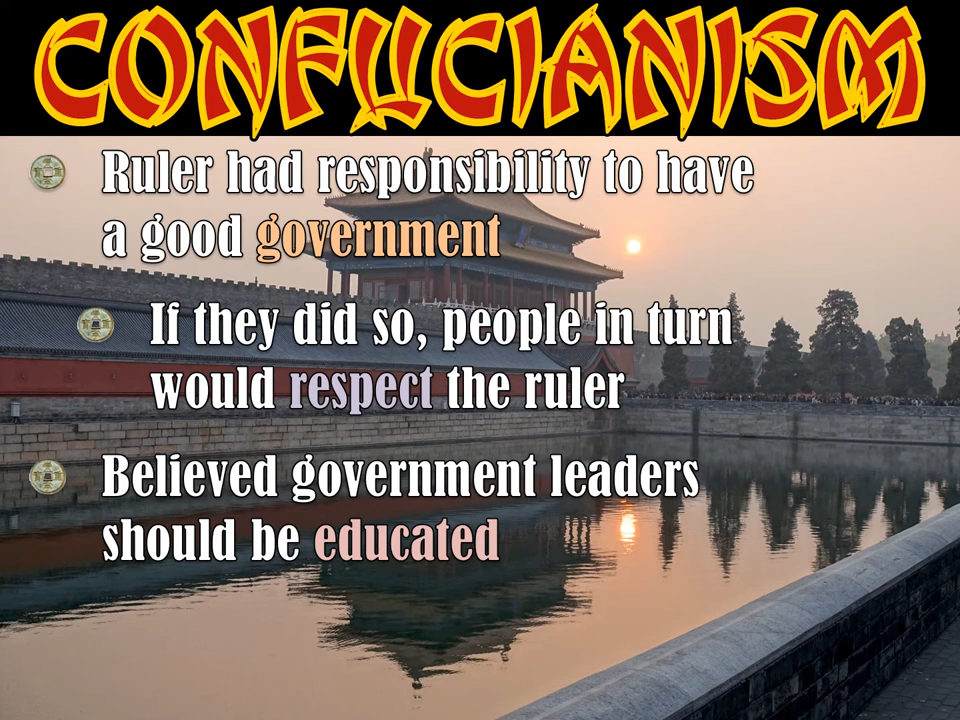 CONFUCIANISM
Ruler had responsibility to have
a good government
If they did so, people in turn
would respect the ruler
Believed government leaders
should be educated